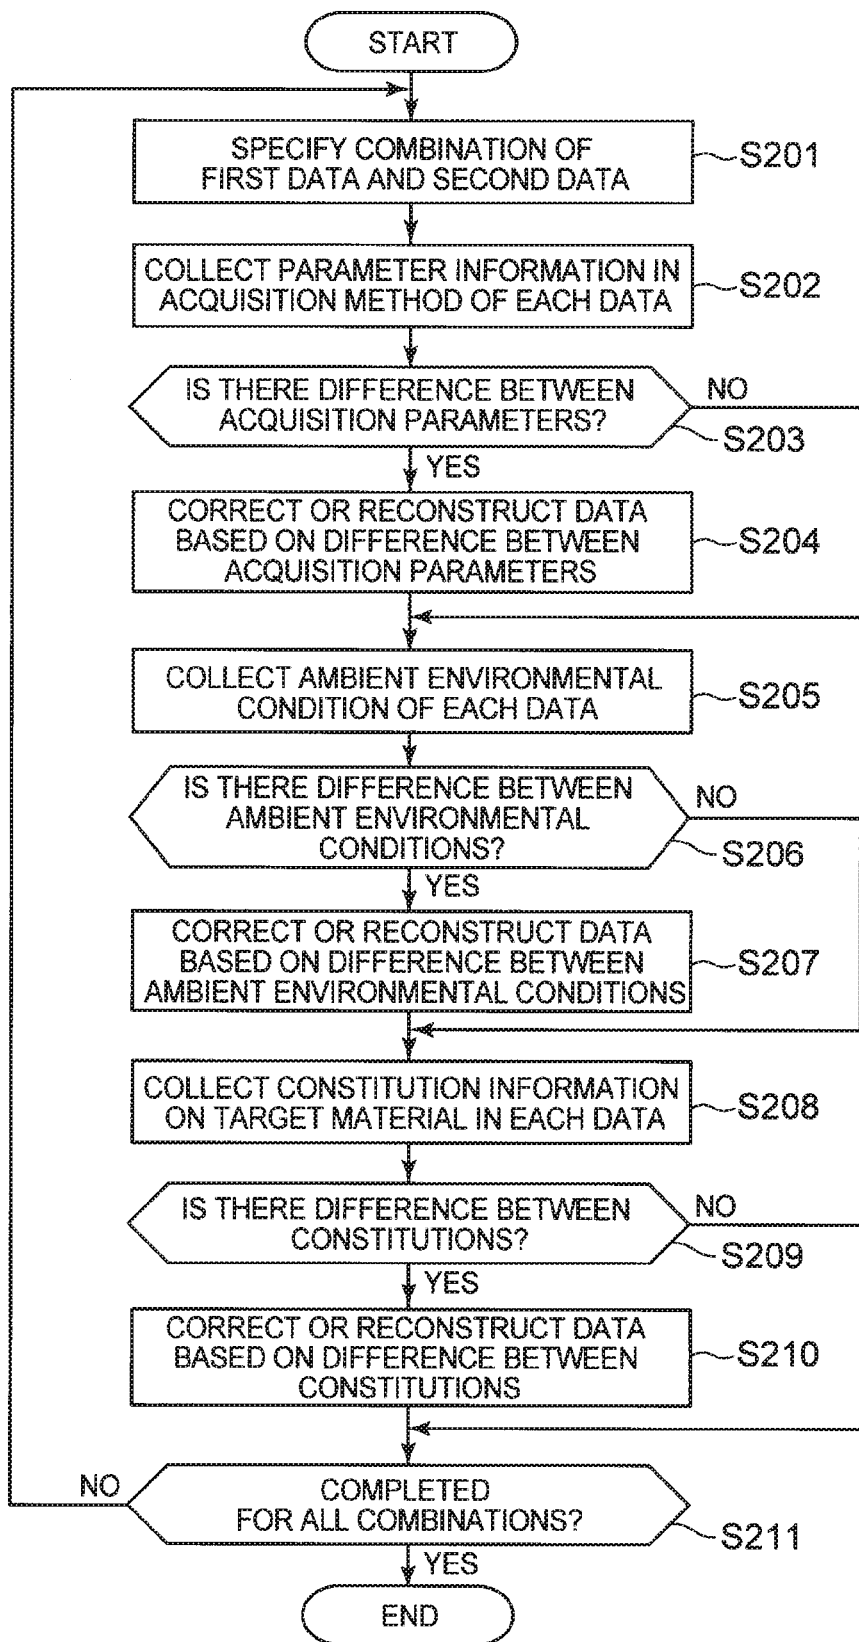 START
SPECIFY COMBINATION OF
FIRST DATA AND SECOND DATA
S201
COLLECT PARAMETER INFORMATION IN
ACQUISITION METHOD OF EACH DATA
S202
IS THERE DIFFERENCE BETWEEN
ACQUISITION PARAMETERS?
NO
S203
YES
CORRECT OR RECONSTRUCT DATA
BASED ON DIFFERENCE BETWEEN
ACQUISITION PARAMETERS
S204
COLLECT AMBIENT ENVIRONMENTAL
CONDITION OF EACH DATA
S205
IS THERE DIFFERENCE BETWEEN
AMBIENT ENVIRONMENTAL
CONDITIONS?
NO
S206
YES
CORRECT OR RECONSTRUCT DATA
BASED ON DIFFERENCE BETWEEN
AMBIENT ENVIRONMENTAL CONDITIONS
S207
COLLECT CONSTITUTION INFORMATION
ON TARGET MATERIAL IN EACH DATA
S208
IS THERE DIFFERENCE BETWEEN
CONSTITUTIONS?
NO
S209
YES
CORRECT OR RECONSTRUCT DATA
BASED ON DIFFERENCE BETWEEN
CONSTITUTIONS
S210
NO
COMPLETED
FOR ALL COMBINATIONS?
S211
YES
END